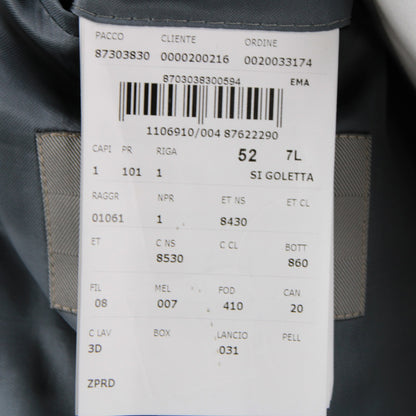 PACCO CLIENTE ORDINE
87303830 0000200216 0020033174
8703038300594 EMA
1106910/004 87622290
CAPI PR RIGA 52 7L
1 101 1 SI GOLETTA
RAGGR NPR ET NS ET CL
01061 1 8430
ET C NS C CL BOTT
8530 860
FIL MEL FOD CAN
08 007 410 20
C LAV BOX LANCIO PELL
3D 031
ZPRD